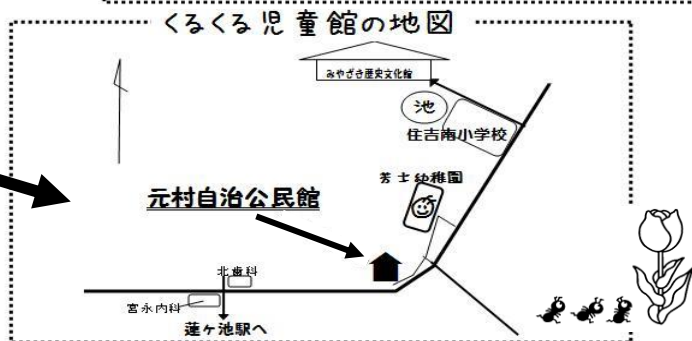 くるくる児童館の地図
みやざき歴史文化館
池
住吉南小学校
芳士幼稚園
元村自治公民館
北歯科
宮永内科
蓮ヶ池駅へ